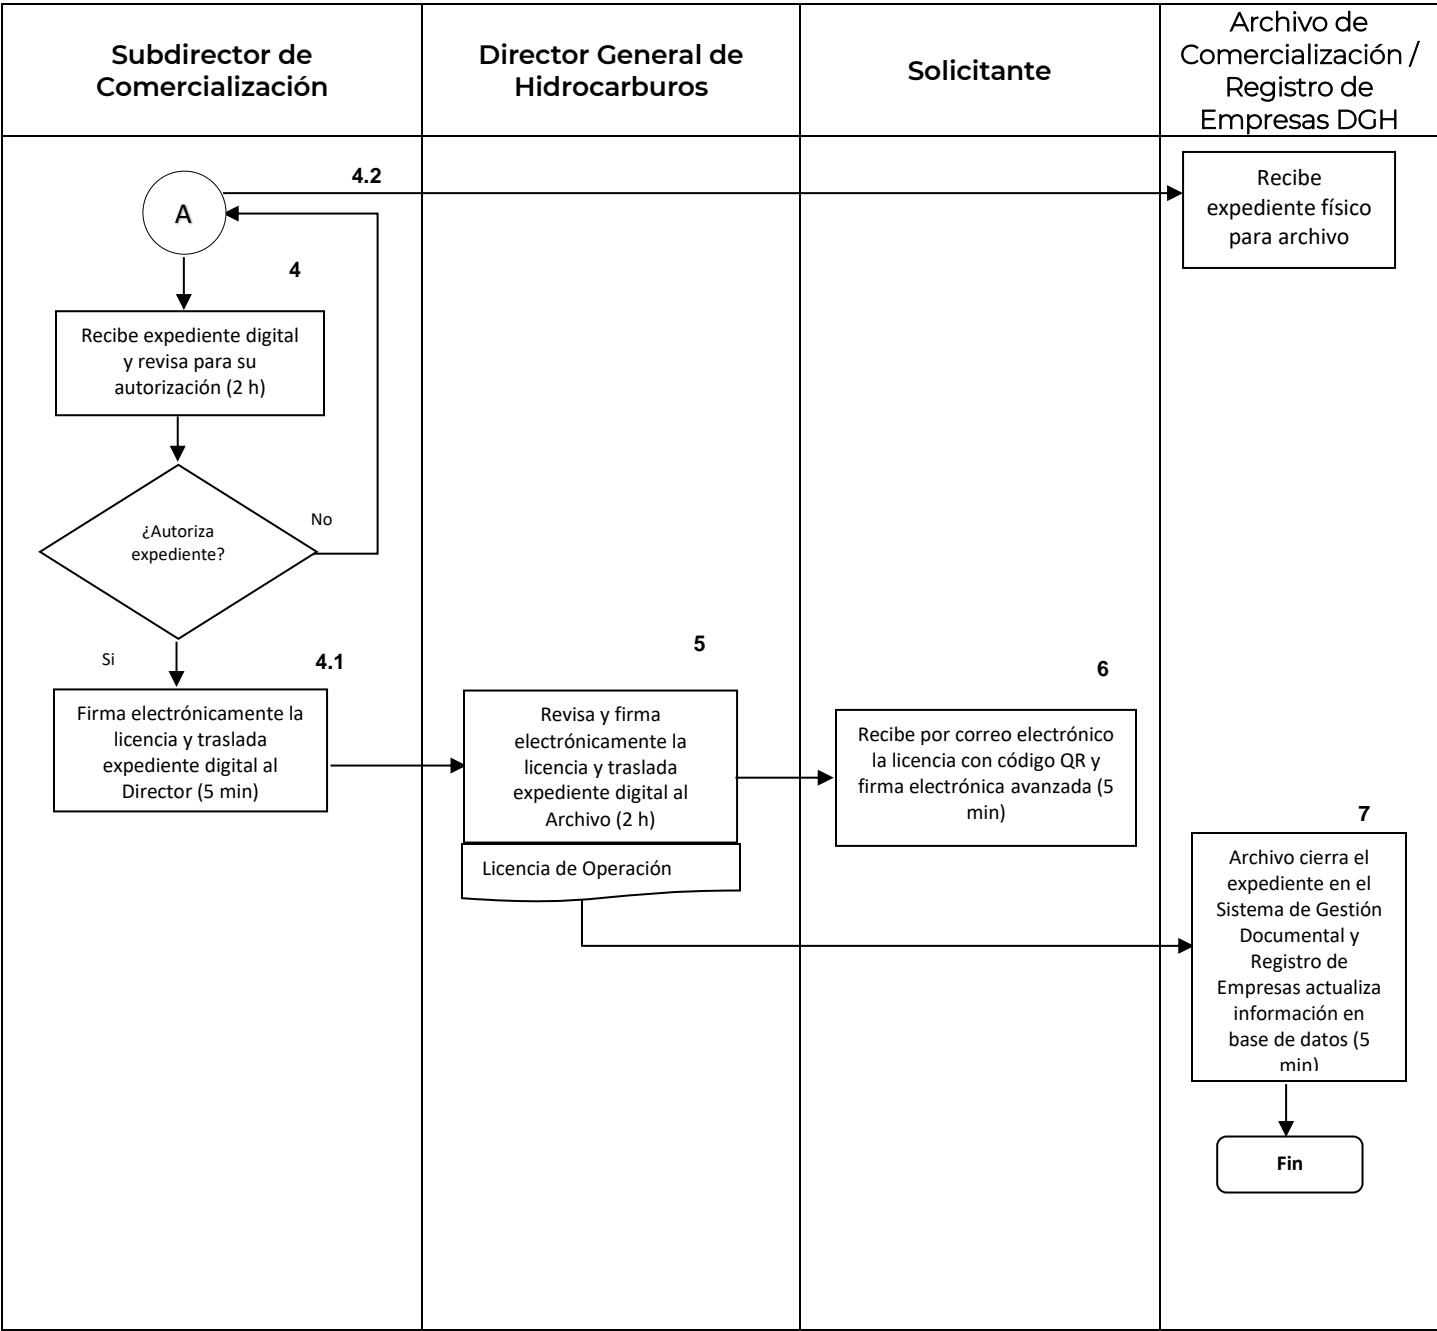 Subdirector de
Comercialización
Director General de
Hidrocarburos
Solicitante
Archivo de
Comercialización /
Registro de
Empresas DGH
A
4.2
Recibe
expediente físico
para archivo
4
Recibe expediente digital
y revisa para su
autorización (2 h)
¿Autoriza
expediente?
No
Si
4.1
Firma electrónicamente la
licencia y traslada
expediente digital al
Director (5 min)
5
Revisa y firma
electrónicamente la
licencia y traslada
expediente digital al
Archivo (2 h)
Licencia de Operación
6
Recibe por correo electrónico
la licencia con código QR y
firma electrónica avanzada (5
min)
7
Archivo cierra el
expediente en el
Sistema de Gestión
Documental y
Registro de
Empresas actualiza
información en
base de datos (5
min)
Fin